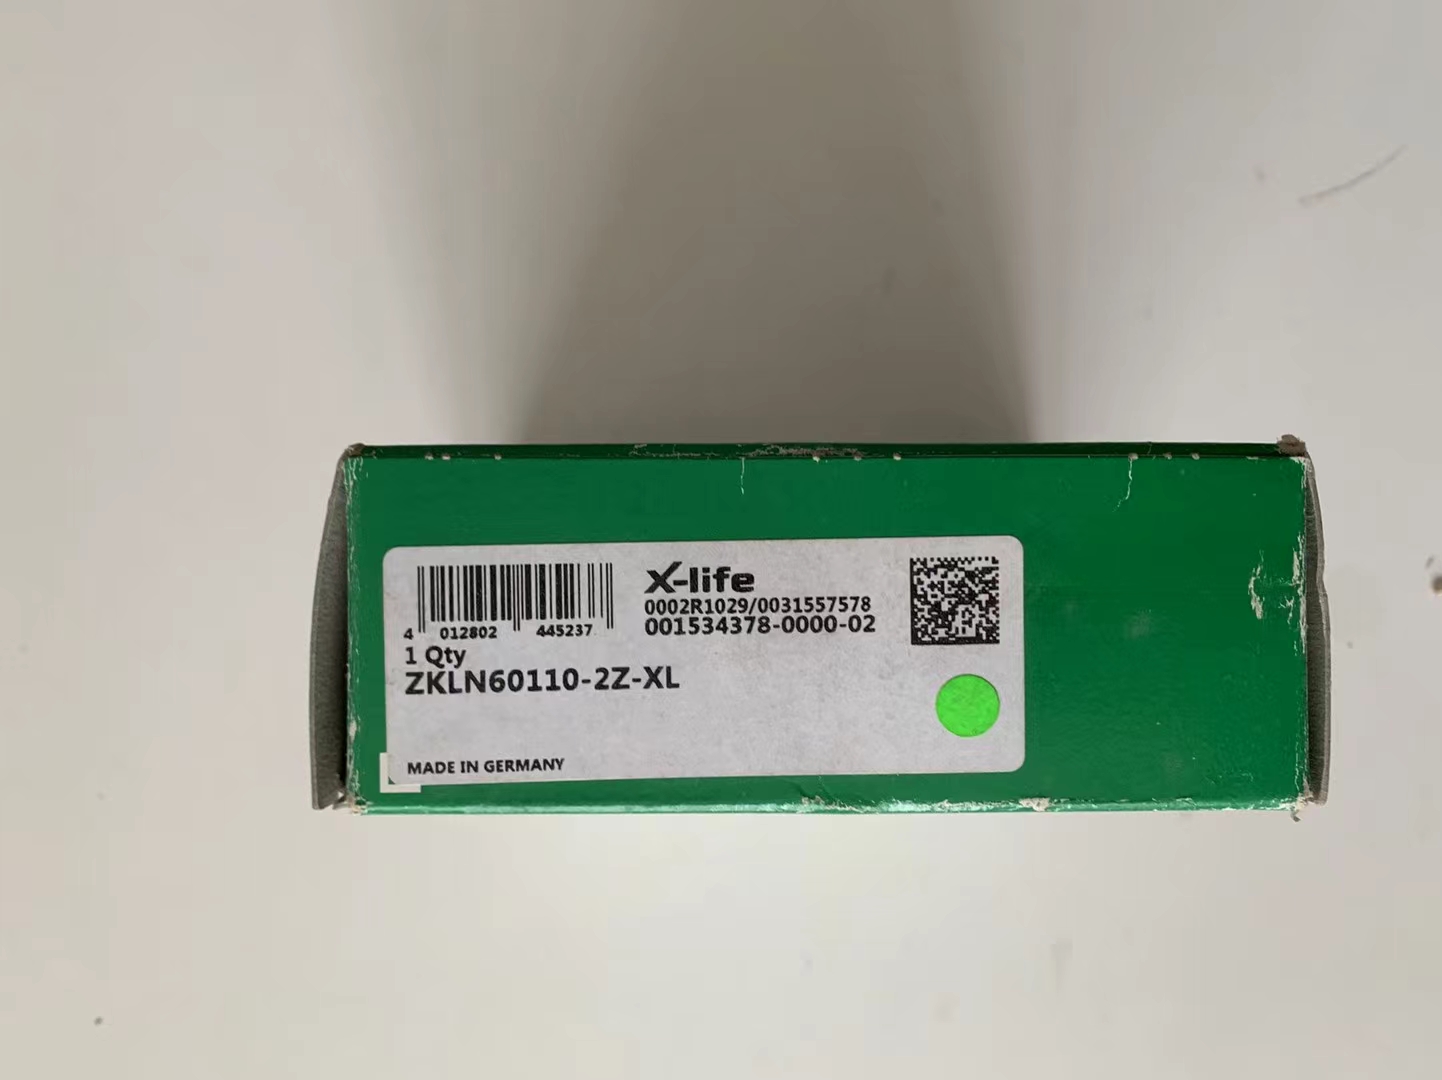 X-life
0002R1029/0031557578
001534378-0000-02
4 012802 445237
1 Qty
ZKLN60110-2Z-XL
MADE IN GERMANY